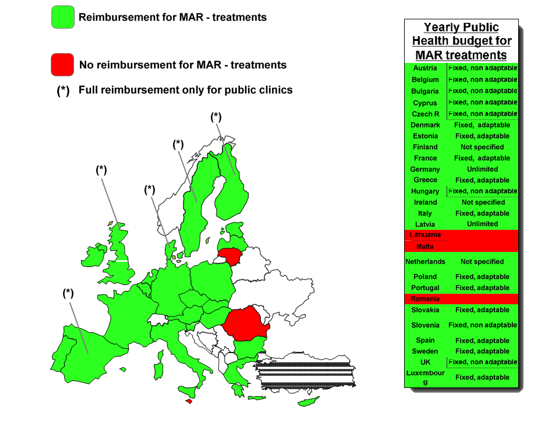 Reimbursement for MAR - treatments
No reimbursement for MAR - treatments
(*) Full reimbursement only for public clinics
(*)
(*)
(*)
(*)
(*)
Yearly Public
Health budget for
MAR treatments
Austria Fixed, non adaptable
Belgium Fixed, non adaptable
Bulgaria Fixed, non adaptable
Cyprus Fixed, non adaptable
Czech R Fixed, non adaptable
Denmark Fixed, adaptable
Estonia Fixed, adaptable
Finland Not specified
France Fixed, adaptable
Germany Unlimited
Greece Fixed, adaptable
Hungary Fixed, non adaptable
Ireland Not specified
Italy Fixed, adaptable
Latvia Unlimited
Lithuania
Malta
Netherlands Not specified
Poland Fixed, adaptable
Portugal Fixed, adaptable
Romania
Slovakia Fixed, adaptable
Slovenia Fixed, non adaptable
Spain Fixed, adaptable
Sweden Fixed, adaptable
UK Fixed, non adaptable
Luxembour
g Fixed, adaptable